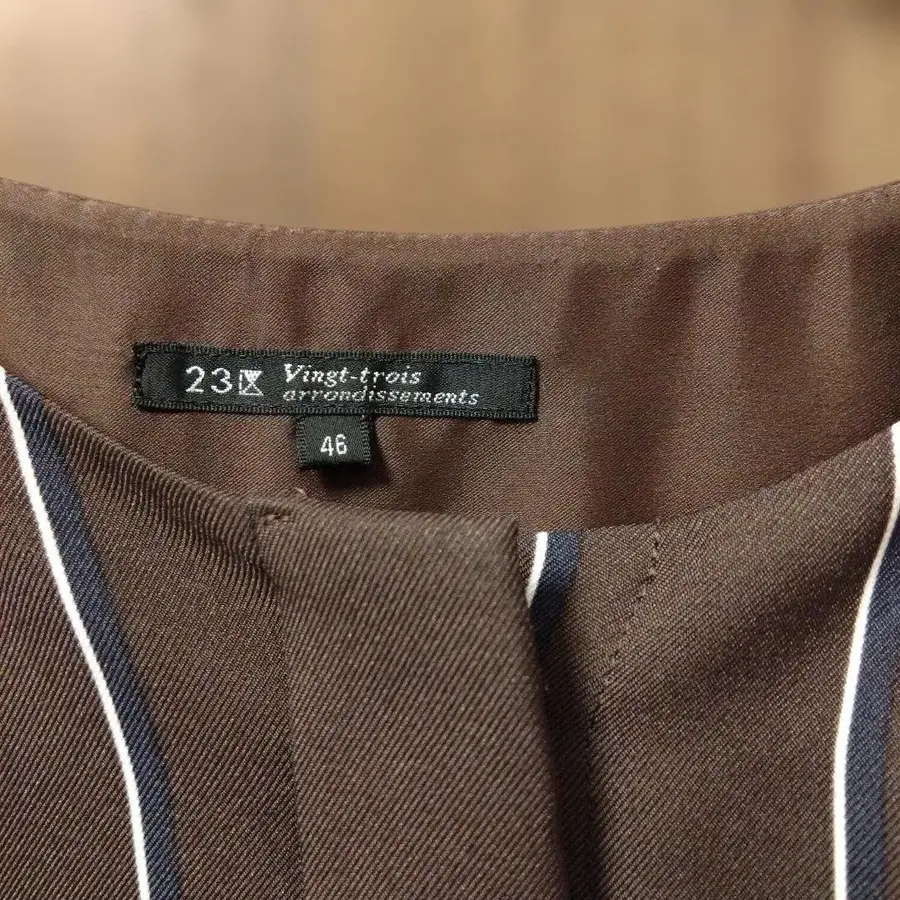 23区 Vingt-trois
arrondissements
46